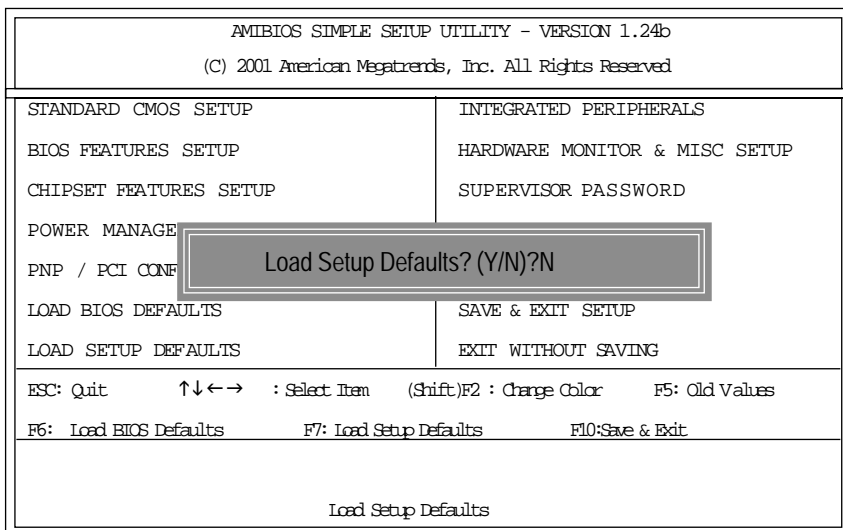 AMIBIOS SIMPLE SETUP UTILITY - VERSION 1.24b
(C) 2001 American Megatrends, Inc. All Rights Reserved
STANDARD CMOS SETUP
BIOS FEATURES SETUP
CHIPSET FEATURES SETUP
POWER MANAGE
PNP / PCI CONF
LOAD BIOS DEFAULTS
LOAD SETUP DEFAULTS
INTEGRATED PERIPHERALS
HARDWARE MONITOR & MISC SETUP
SUPERVISOR PASSWORD
SAVE & EXIT SETUP
EXIT WITHOUT SAVING
Load Setup Defaults? (Y/N)?N
ESC: Quit ↑↓←→ : Select Item (Shift)F2 : Change Color F5: Old Values
F6: Load BIOS Defaults F7: Load Setup Defaults F10:Save & Exit
Load Setup Defaults